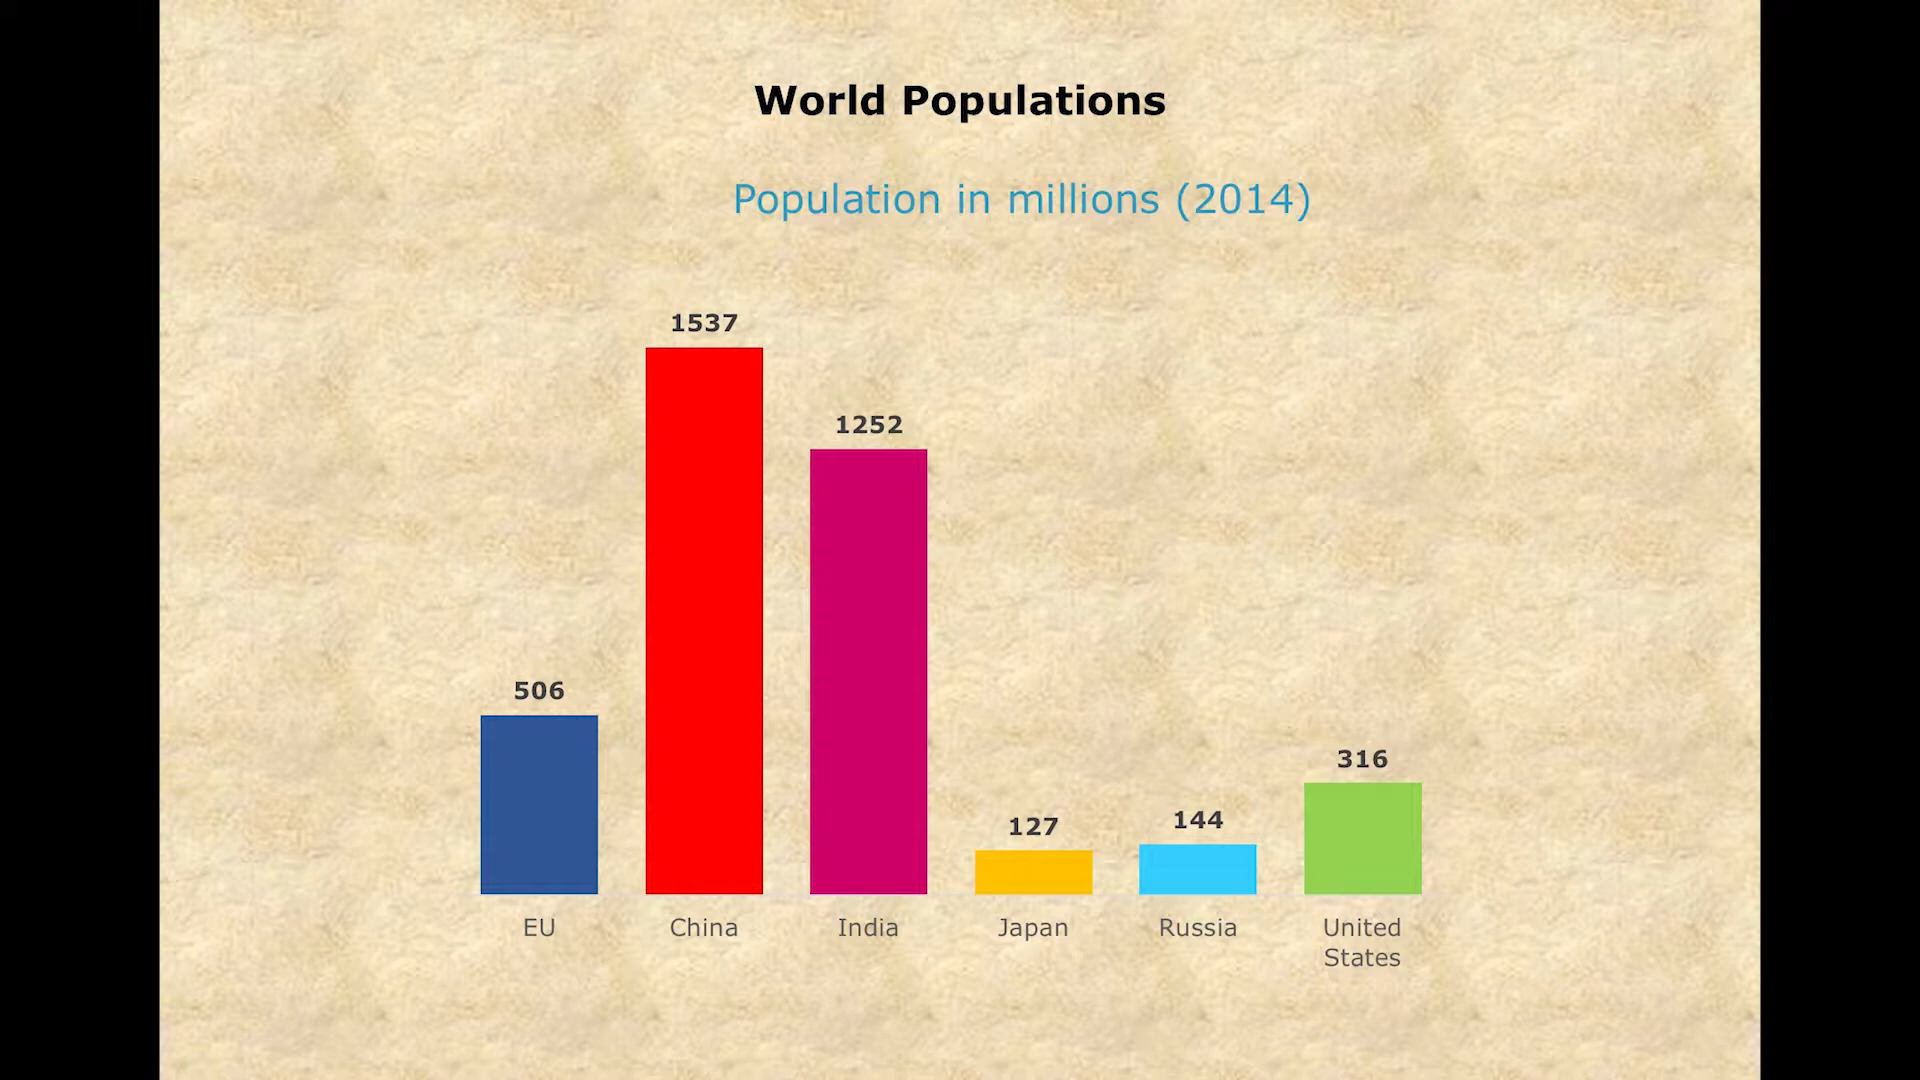 World Populations
Population in millions (2014)
1537
1252
506
316
144
127
EU
China
India
Japan
Russia
United
States